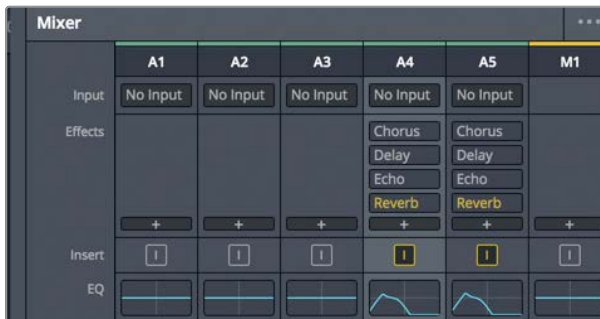 Mixer
A1 A2 A3 A4 A5 M1
Input No Input No Input No Input No Input No Input
Effects Chorus Chorus
Delay Delay
Echo Echo
Reverb Reverb
+ + + + + +
Insert I I I I I I
EQ